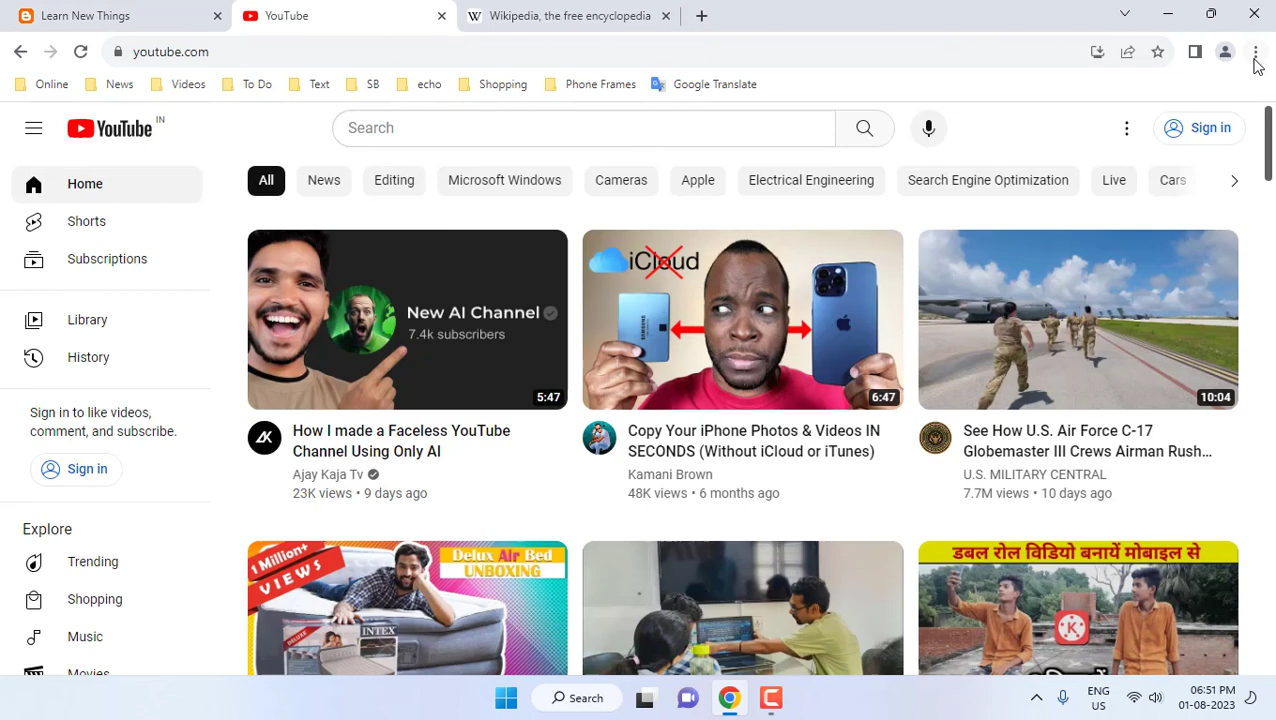 Learn New Things
YouTube
Wikipedia, the free encyclopedia
youtube.com
Online
News
Videos
To Do
Text
SB
echo
Shopping
Phone Frames
Google Translate
YouTube IN
Search
Sign in
Home
Shorts
Subscriptions
Library
History
Sign in to like videos,
comment, and subscribe.
Sign in
Explore
Trending
Shopping
Music
Movies
All
News
Editing
Microsoft Windows
Cameras
Apple
Electrical Engineering
Search Engine Optimization
Live
Cars
New AI Channel
7.4k subscribers
5:47
How I made a Faceless YouTube
Channel Using Only AI
Ajay Kaja Tv
23K views • 9 days ago
iCloud
SAMSUNG
6:47
Copy Your iPhone Photos & Videos IN
SECONDS (Without iCloud or iTunes)
Kamani Brown
48K views • 6 months ago
10:04
See How U.S. Air Force C-17
Globemaster III Crews Airman Rush...
U.S. MILITARY CENTRAL
7.7M views • 10 days ago
1 Million+
VIEWS
Delux Air Bed
UNBOXING
INTEX
डबल रोल विडियो बनायें मोबाइल से
Search
ENG
US
06:51 PM
01-08-2023